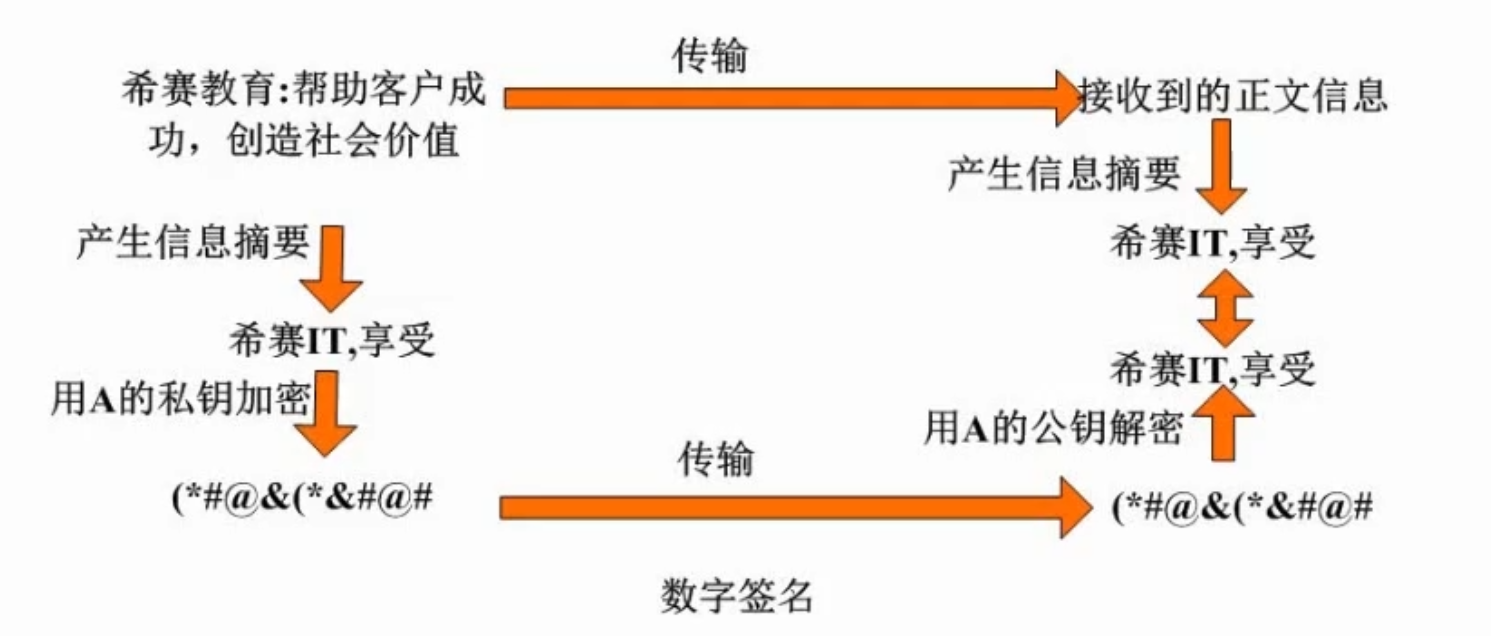 传输
希赛教育:帮助客户成
功，创造社会价值
接收到的正文信息
产生信息摘要
产生信息摘要
希赛IT,享受
希赛IT,享受
希赛IT,享受
用A的私钥加密
用A的公钥解密
传输
(*#@&(*&#@#
(*#@&(*&#@#
数字签名